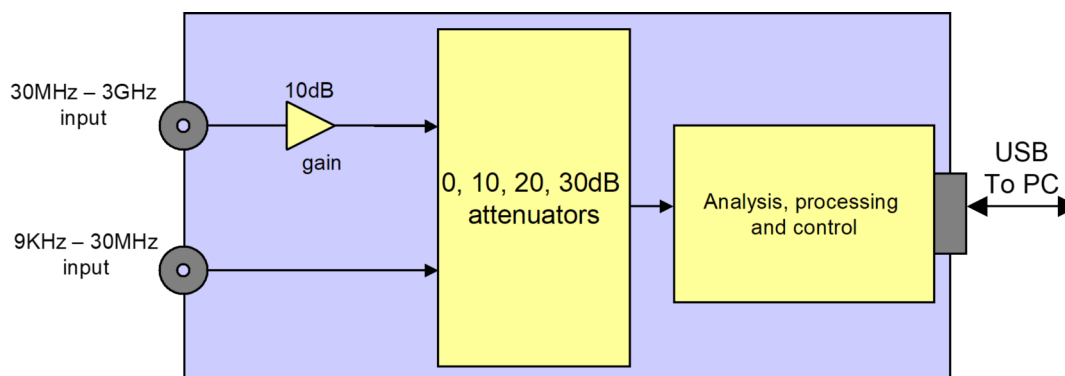 30MHz – 3GHz
input
10dB
gain
9KHz – 30MHz
input
0, 10, 20, 30dB
attenuators
Analysis, processing
and control
USB
To PC